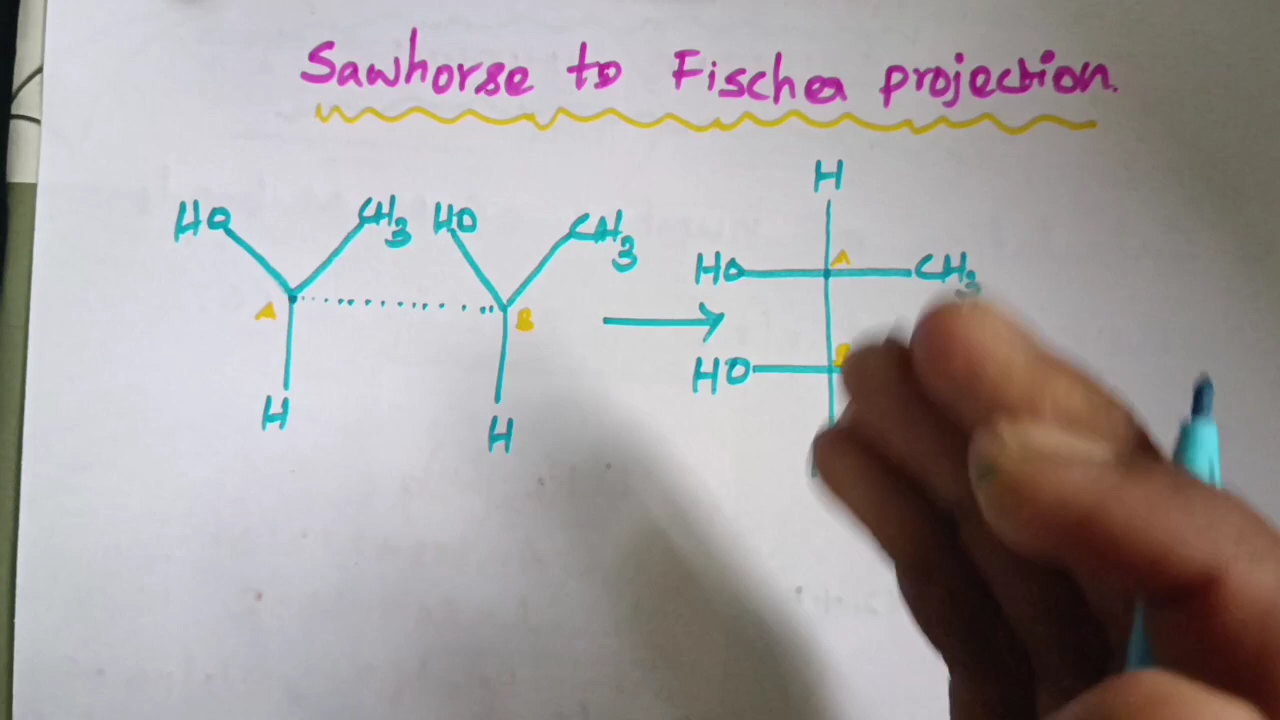 Sawhorse to Fischer projection.
H
HO CH3 HO CH3
HO A CH3
A B
HO B
H H